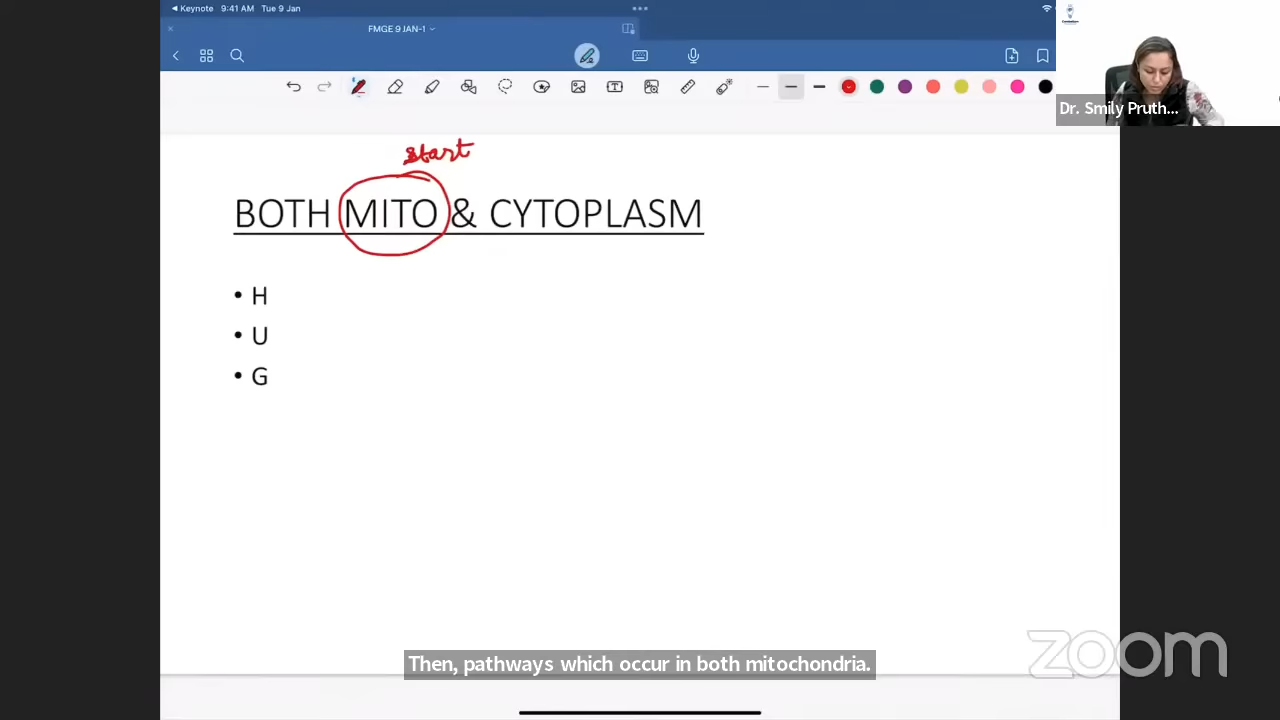 Keynote 9:41 AM Tue 9 Jan
FMGE 9 JAN-1
Dr. Smily Pruth...
start
BOTH MITO & CYTOPLASM
• H
• U
• G
zoom
Then, pathways which occur in both mitochondria.